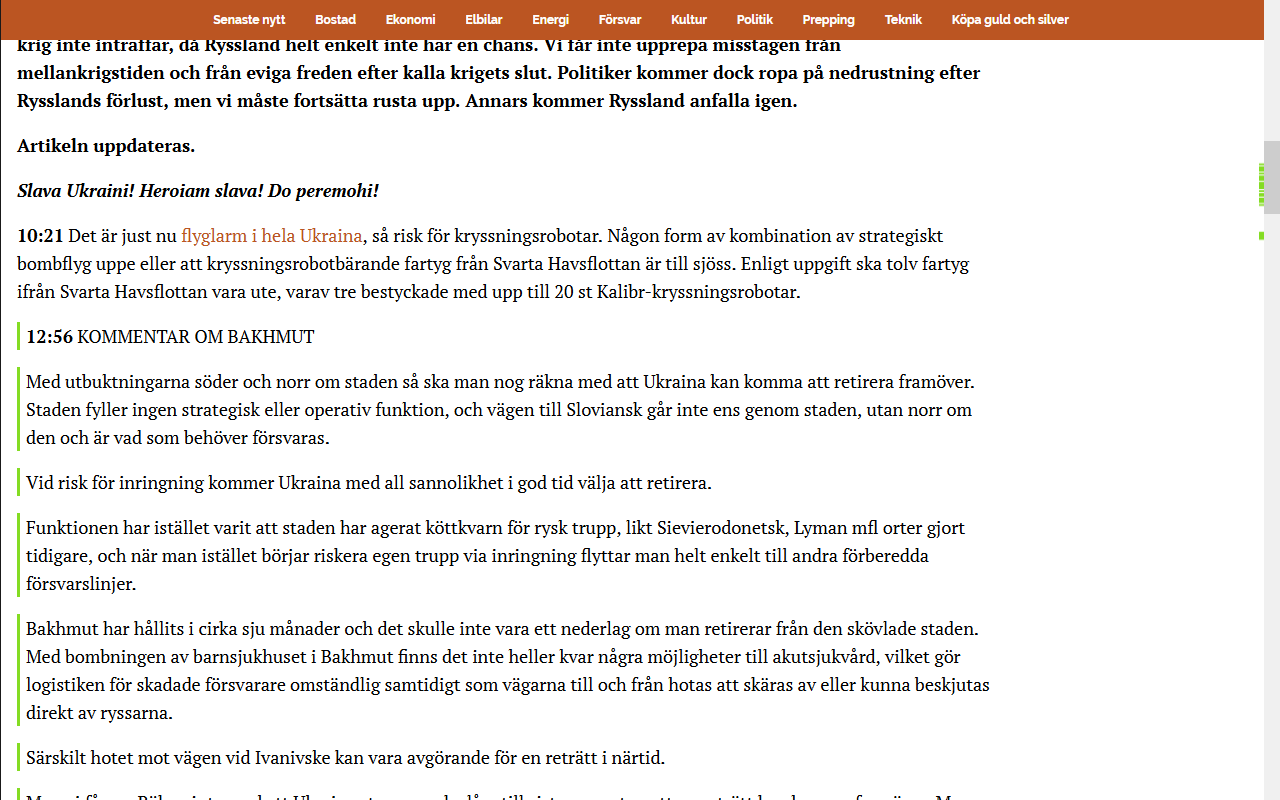 Senaste nytt Bostad Ekonomi Elbilar Energi Försvar Kultur Politik Prepping Teknik Köpa guld och silver
krig inte inträffar, då Ryssland helt enkelt inte har en chans. Vi får inte upprepa misstagen från
mellankrigstiden och från eviga freden efter kalla krigets slut. Politiker kommer dock ropa på nedrustning efter
Rysslands förlust, men vi måste fortsätta rusta upp. Annars kommer Ryssland anfalla igen.
Artikeln uppdateras.
Slava Ukraini! Heroiam slava! Do peremohi!
10:21 Det är just nu flyglarm i hela Ukraina, så risk för kryssningsrobotar. Någon form av kombination av strategiskt
bombflyg uppe eller att kryssningsrobotbärande fartyg från Svarta Havsflottan är till sjöss. Enligt uppgift ska tolv fartyg
ifrån Svarta Havsflottan vara ute, varav tre bestyckade med upp till 20 st Kalibr-kryssningsrobotar.
12:56 KOMMENTAR OM BAKHMUT
Med utbuktningarna söder och norr om staden så ska man nog räkna med att Ukraina kan komma att retirera framöver.
Staden fyller ingen strategisk eller operativ funktion, och vägen till Sloviansk går inte ens genom staden, utan norr om
den och är vad som behöver försvaras.
Vid risk för inringning kommer Ukraina med all sannolikhet i god tid välja att retirera.
Funktionen har istället varit att staden har agerat köttkvarn för rysk trupp, likt Sievierodonetsk, Lyman mfl orter gjort
tidigare, och när man istället börjar riskera egen trupp via inringning flyttar man helt enkelt till andra förberedda
försvarslinjer.
Bakhmut har hållits i cirka sju månader och det skulle inte vara ett nederlag om man retirerar från den skövlade staden.
Med bombningen av barnsjukhuset i Bakhmut finns det inte heller kvar några möjligheter till akutsjukvård, vilket gör
logistiken för skadade försvarare omständlig samtidigt som vägarna till och från hotas att skäras av eller kunna beskjutas
direkt av ryssarna.
Särskilt hotet mot vägen vid Ivanivske kan vara avgörande för en reträtt i närtid.